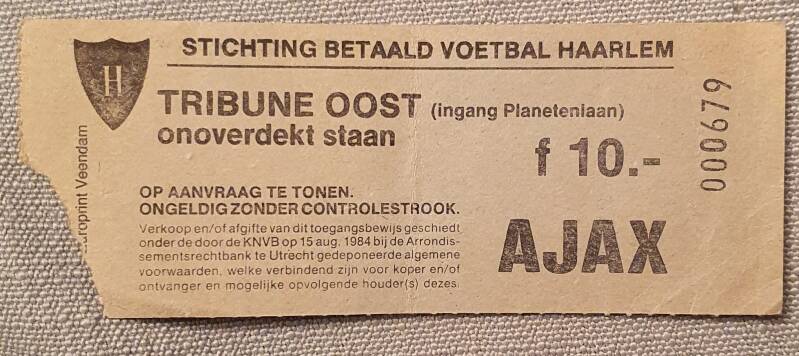 H
STICHTING BETAALD VOETBAL HAARLEM
TRIBUNE OOST (ingang Planetenlaan)
onoverdekt staan
f 10.-
000679
OP AANVRAAG TE TONEN.
ONGELDIG ZONDER CONTROLESTROOK.
Verkoop en/of afgifte van dit toegangsbewijs geschiedt
onder de door de KNVB op 15 aug. 1984 bij de Arrondis-
sementsrechtbank te Utrecht gedeponeerde algemene
voorwaarden, welke verbindend zijn voor koper en/of
ontvanger en mogelijke opvolgende houder(s) dezes.
AJAX
uroprint Veendam